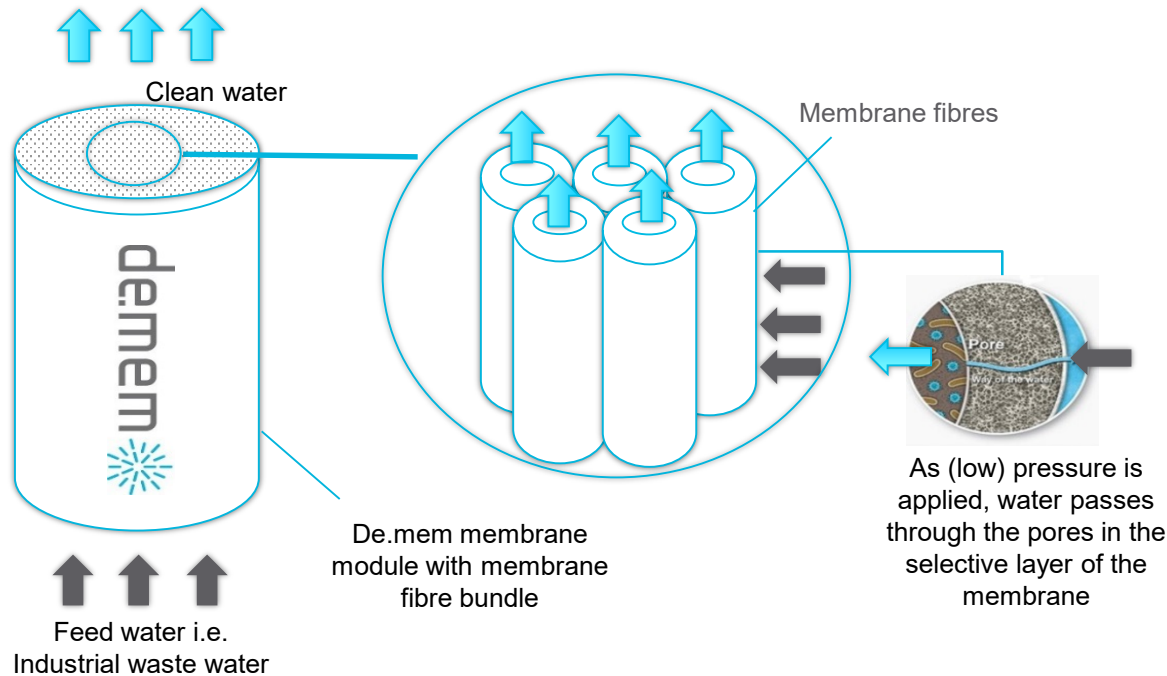 Clean water
Membrane fibres
de.mem
Pore
Way of the water
As (low) pressure is
applied, water passes
through the pores in the
selective layer of the
membrane
De.mem membrane
module with membrane
fibre bundle
Feed water i.e.
Industrial waste water